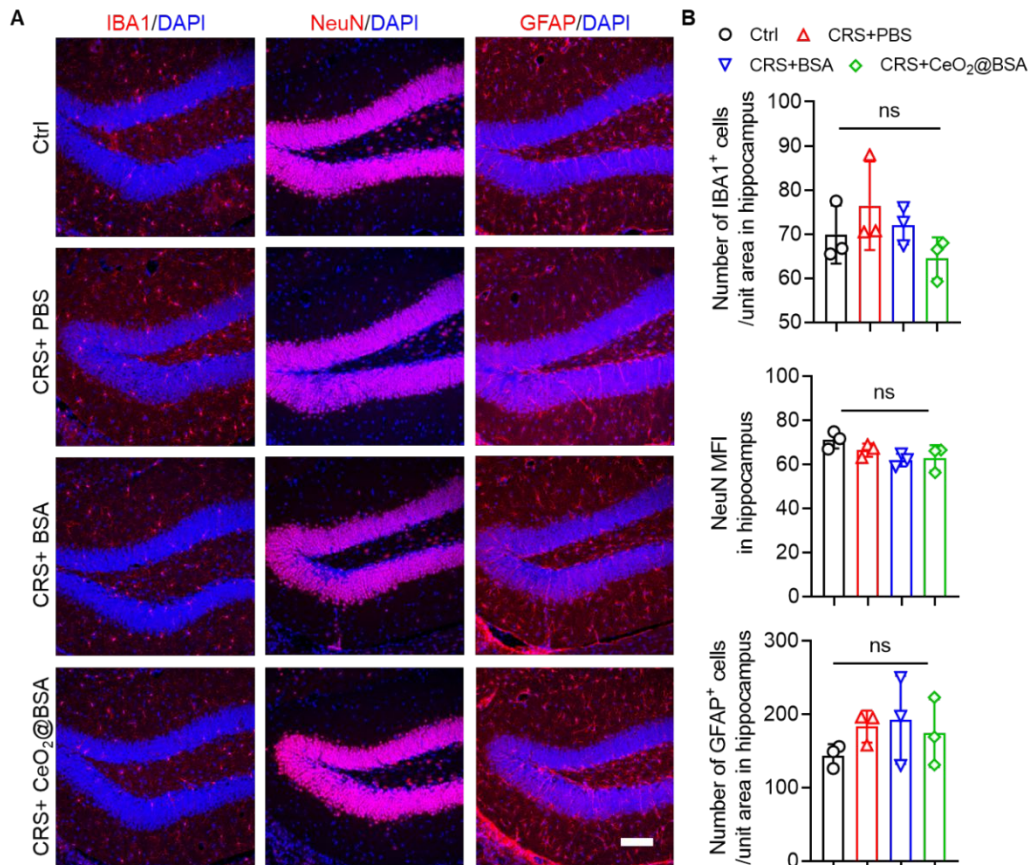 A
IBA1/DAPI
NeuN/DAPI
GFAP/DAPI
Ctrl
CRS+ PBS
CRS+ BSA
CRS+ CeO₂@BSA
B
Ctrl
CRS+PBS
CRS+BSA
CRS+CeO₂@BSA
Number of IBA1⁺ cells
/unit area in hippocampus
100
90
80
70
60
50
ns
NeuN MFI
in hippocampus
100
80
60
40
20
0
ns
Number of GFAP⁺ cells
/unit area in hippocampus
300
200
100
0
ns